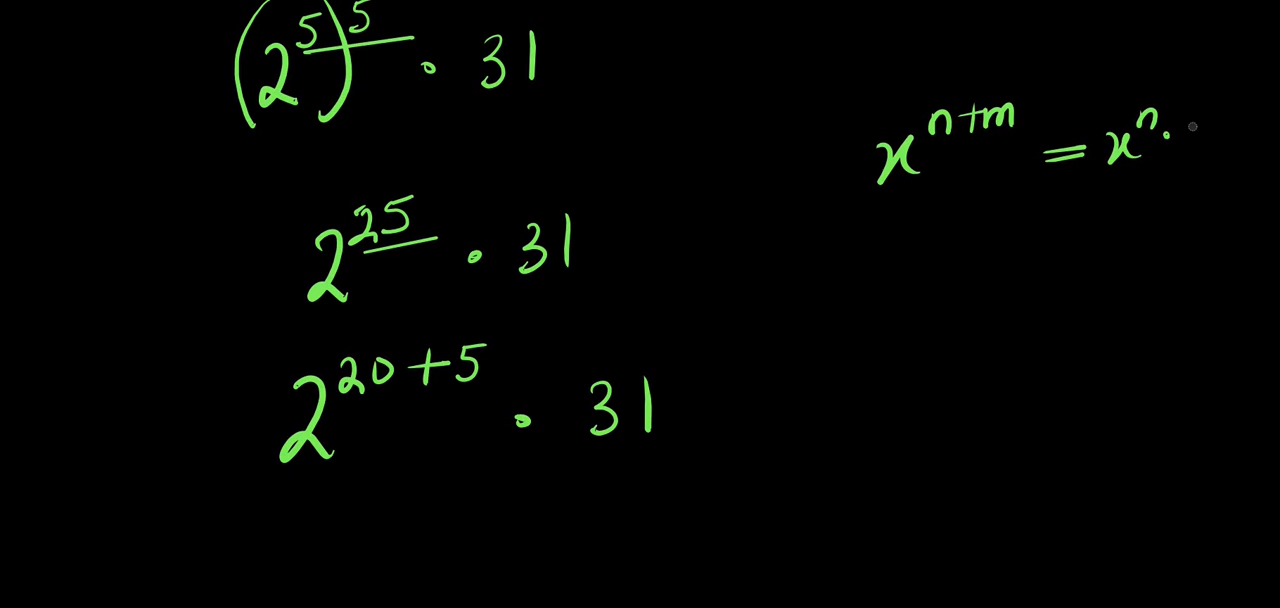 (2^5)^5 · 31
x^{n+m} = x^n ·
2^{25} · 31
2^{20+5} · 31